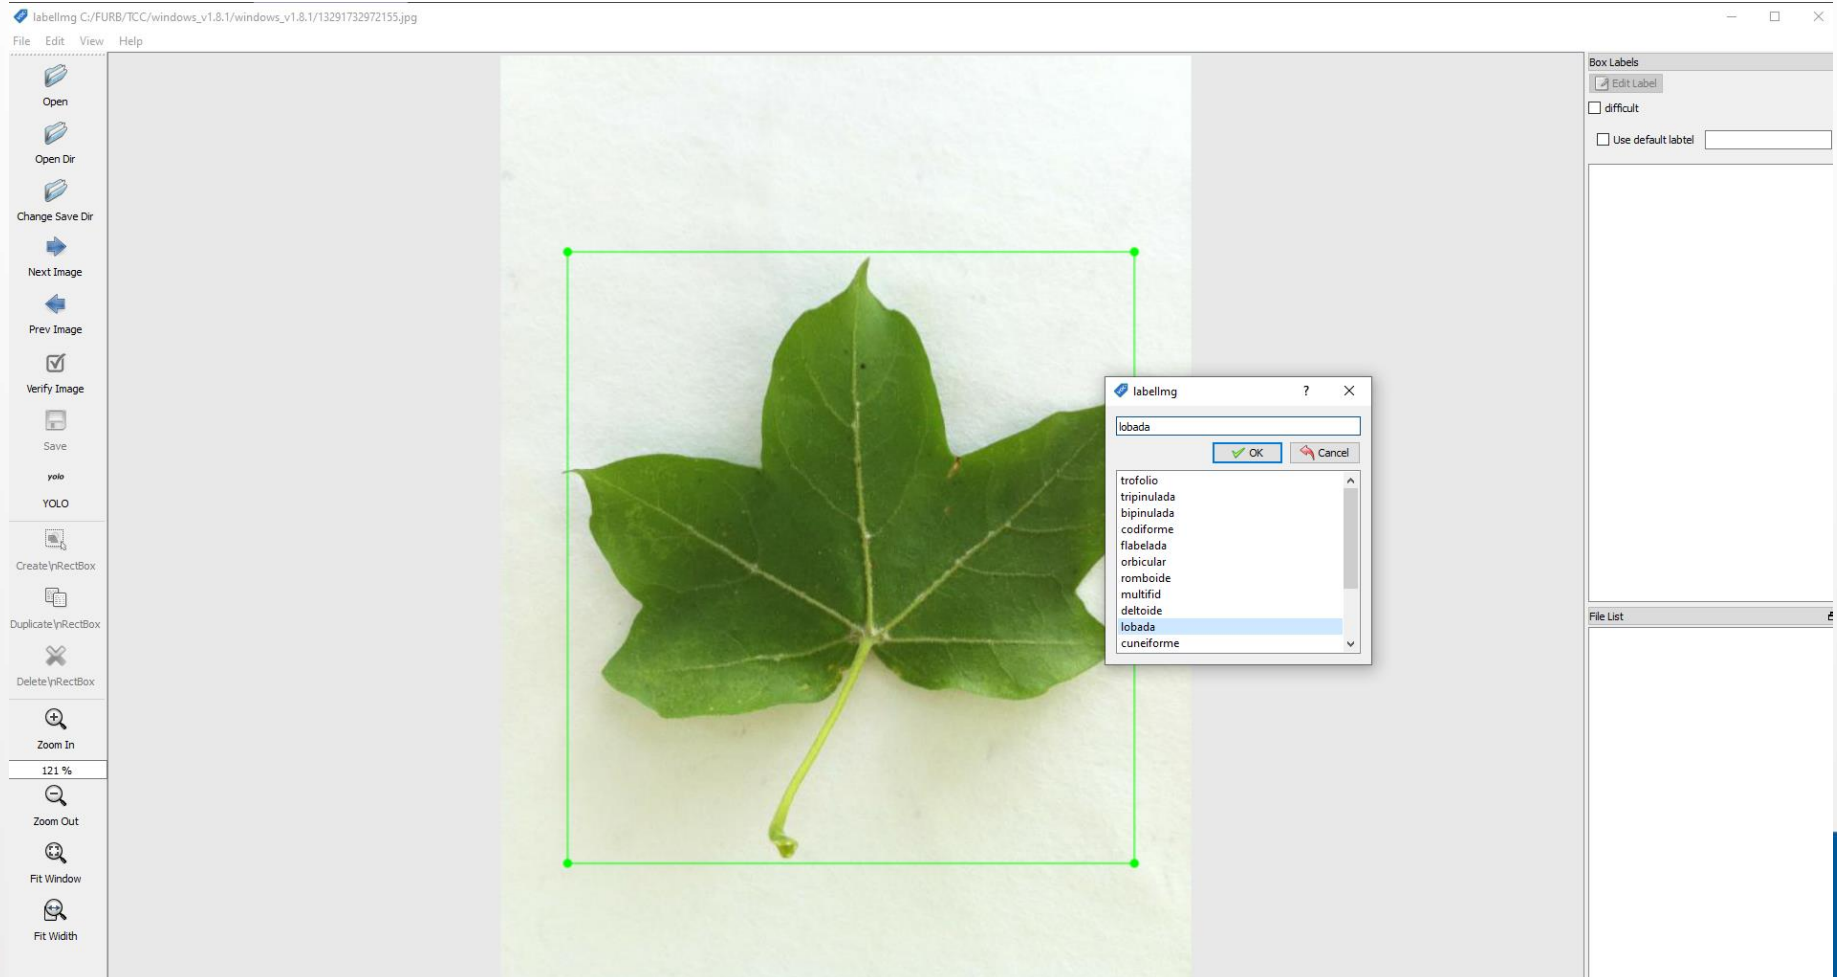 labelImg C:/FURB/TCC/windows_v1.8.1/windows_v1.8.1/13291732972155.jpg
File Edit View Help
Open
Open Dir
Change Save Dir
Next Image
Prev Image
Verify Image
Save
yolo
YOLO
Create\nRectBox
Duplicate\nRectBox
Delete\nRectBox
Zoom In
121 %
Zoom Out
Fit Window
Fit Widith
labelImg ?
lobada
OK Cancel
trofolio
tripinulada
bipinulada
codiforme
flabelada
orbicular
romboide
multifid
deltoide
lobada
cuneiforme
Box Labels
Edit Label
difficult
Use default labtel
File List